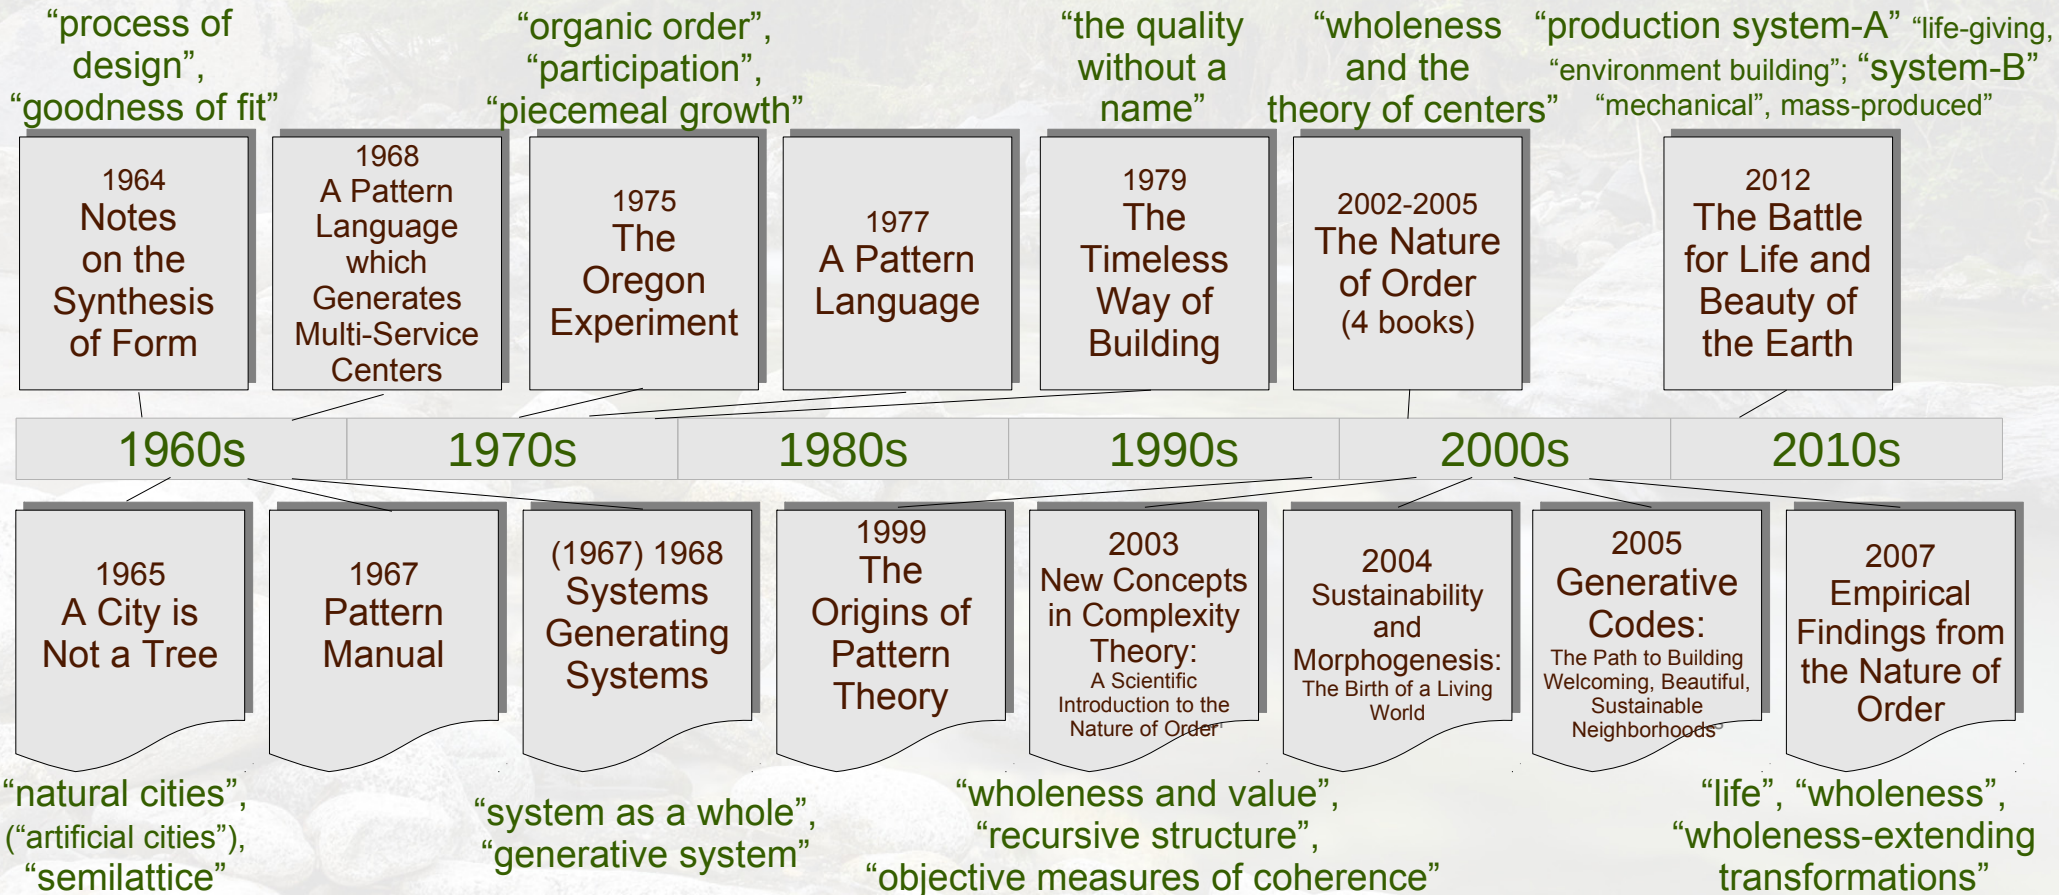 “process of
design”,
“goodness of fit”
“organic order”,
“participation”,
“piecemeal growth”
“the quality
without a
name”
“wholeness
and the
theory of centers”
“production system-A” “life-giving,
“environment building”; “system-B”
“mechanical”, mass-produced”
1964
Notes
on the
Synthesis
of Form
1968
A Pattern
Language
which
Generates
Multi-Service
Centers
1975
The
Oregon
Experiment
1977
A Pattern
Language
1979
The
Timeless
Way of
Building
2002-2005
The Nature
of Order
(4 books)
2012
The Battle
for Life and
Beauty of
the Earth
1960s
1970s
1980s
1990s
2000s
2010s
1965
A City is
Not a Tree
1967
Pattern
Manual
(1967) 1968
Systems
Generating
Systems
1999
The
Origins of
Pattern
Theory
2003
New Concepts
in Complexity
Theory:
A Scientific
Introduction to the
Nature of Order
2004
Sustainability
and
Morphogenesis:
The Birth of a Living
World
2005
Generative
Codes:
The Path to Building
Welcoming, Beautiful,
Sustainable
Neighborhoods
2007
Empirical
Findings from
the Nature of
Order
“natural cities”,
(“artificial cities”),
“semilattice”
“system as a whole”,
“generative system”
“wholeness and value”,
“recursive structure”,
“objective measures of coherence”
“life”, “wholeness”,
“wholeness-extending
transformations”